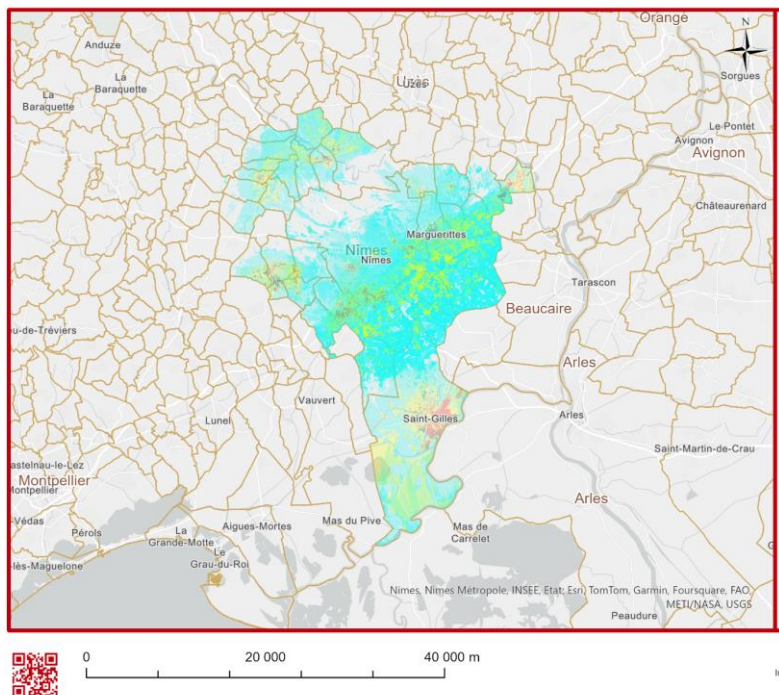 Orange
N
Anduze
La
Baraquette
Uzès
Uzès
Sorgues
La
Baraquette
Le Pontet
Avignon
Avignon
Châteaurenard
Marguerittes
Nîmes
Nîmes
Tarascon
Beaucaire
eu-de-Tréviers
Arles
Vauvert
Lunel
Saint-Gilles
Arles
Saint-Martin-de-Crau
astelnau-le-Lez
Montpellier
Montpellier
Arles
-Védas
Pérols
La
Grande-Motte
Aigues-Mortes
Mas du Pive
Mas de
Carrelet
Le
Grau-du-Roi
-lès-Maguelone
Nimes, Nimes Métropole, INSEE, Etat, Esri, TomTom, Garmin, Foursquare, FAO,
METI/NASA, USGS
Peaudure
0 20 000 40 000 m